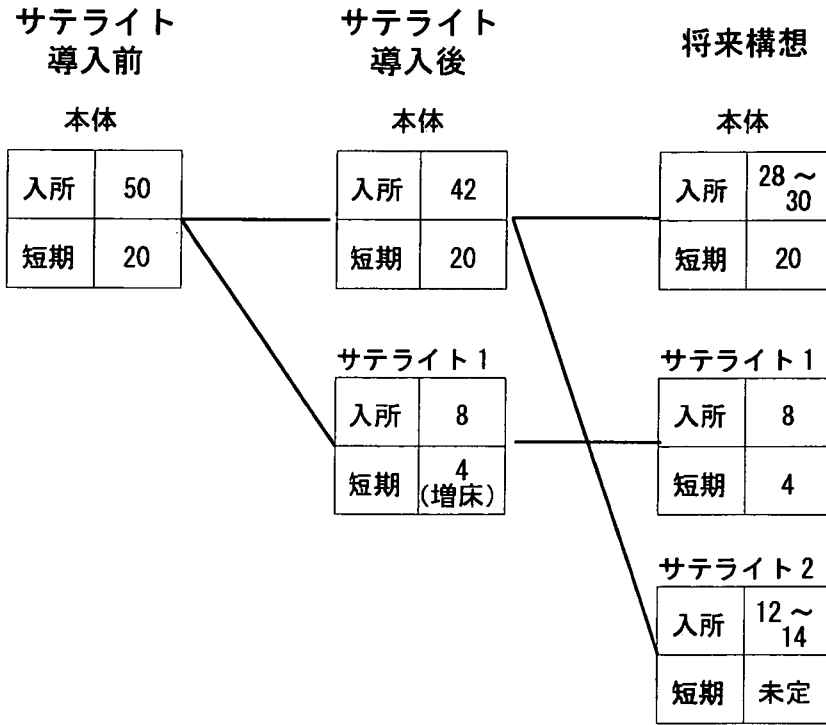 サテライト
導入前
サテライト
導入後
将来構想
本体
本体
本体
入所 50
短期 20
入所 42
短期 20
入所 28～
30
短期 20
サテライト1
入所 8
短期 4
(増床)
サテライト1
入所 8
短期 4
サテライト2
入所 12～
14
短期 未定